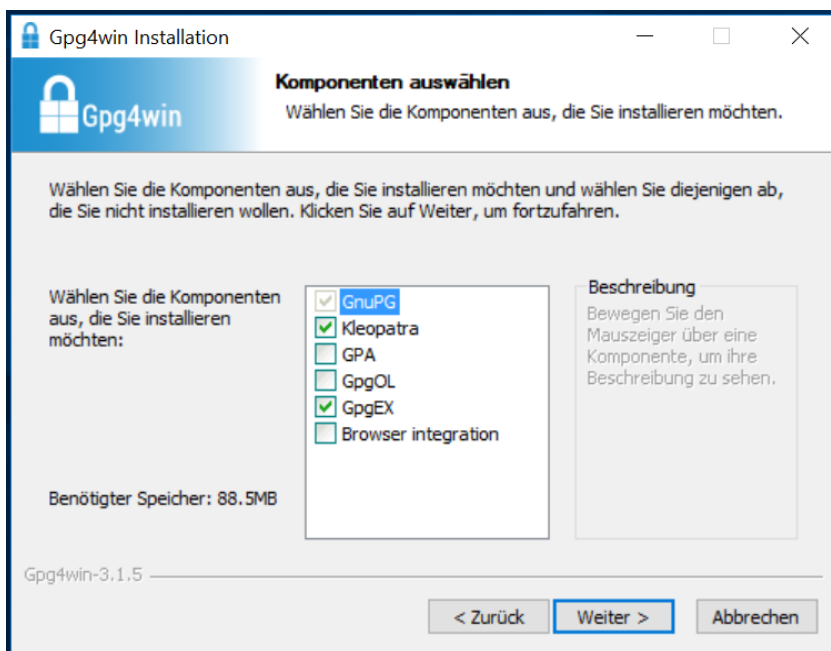 Gpg4win Installation
Gpg4win
Komponenten auswählen
Wählen Sie die Komponenten aus, die Sie installieren möchten.
Wählen Sie die Komponenten aus, die Sie installieren möchten und wählen Sie diejenigen ab,
die Sie nicht installieren wollen. Klicken Sie auf Weiter, um fortzufahren.
Wählen Sie die Komponenten
aus, die Sie installieren
möchten:
GnuPG
Kleopatra
GPA
GpgOL
GpgEX
Browser integration
Beschreibung
Bewegen Sie den
Mauszeiger über eine
Komponente, um ihre
Beschreibung zu sehen.
Benötigter Speicher: 88.5MB
Gpg4win-3.1.5
< Zurück
Weiter >
Abbrechen